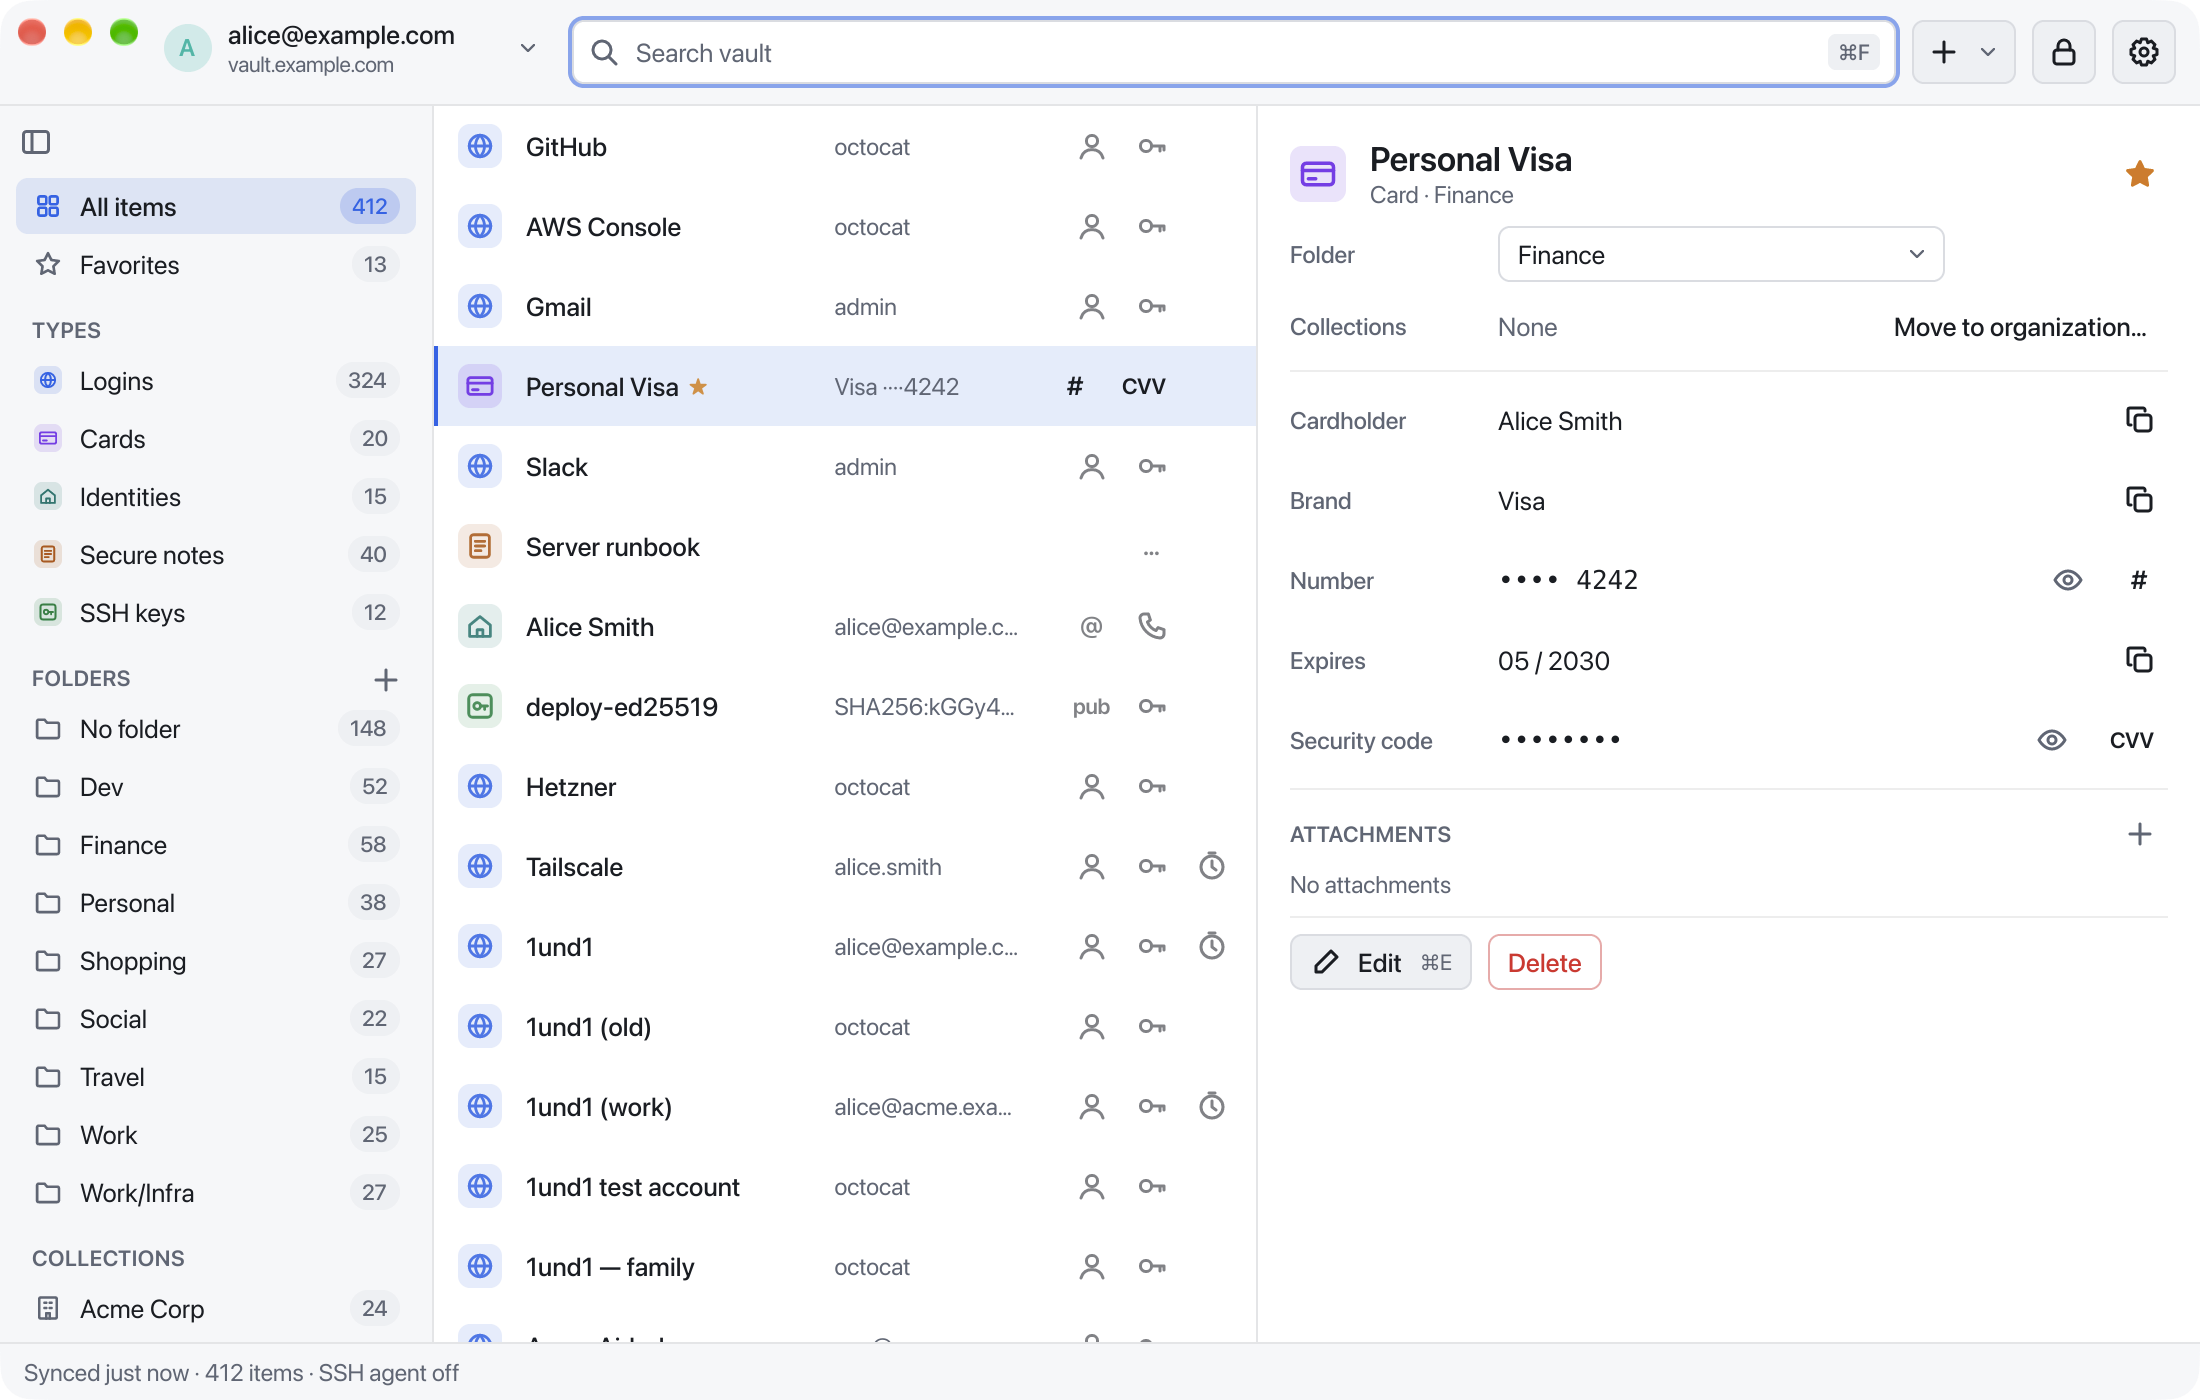 A
alice@example.com
vault.example.com
Search vault
⌘F
All items 412
Favorites 13
TYPES
Logins 324
Cards 20
Identities 15
Secure notes 40
SSH keys 12
FOLDERS
No folder 148
Dev 52
Finance 58
Personal 38
Shopping 27
Social 22
Travel 15
Work 25
Work/Infra 27
COLLECTIONS
Acme Corp 24
GitHub octocat
AWS Console octocat
Gmail admin
Personal Visa Visa ····4242 # CVV
Slack admin
Server runbook ...
Alice Smith alice@example.c... @
deploy-ed25519 SHA256:kGGy4... pub
Hetzner octocat
Tailscale alice.smith
1und1 alice@example.c...
1und1 (old) octocat
1und1 (work) alice@acme.exa...
1und1 test account octocat
1und1 — family octocat
Personal Visa
Card · Finance
Folder Finance
Collections None Move to organization...
Cardholder Alice Smith
Brand Visa
Number •••• 4242 #
Expires 05 / 2030
Security code •••••••• CVV
ATTACHMENTS
No attachments
Edit ⌘E Delete
Synced just now · 412 items · SSH agent off